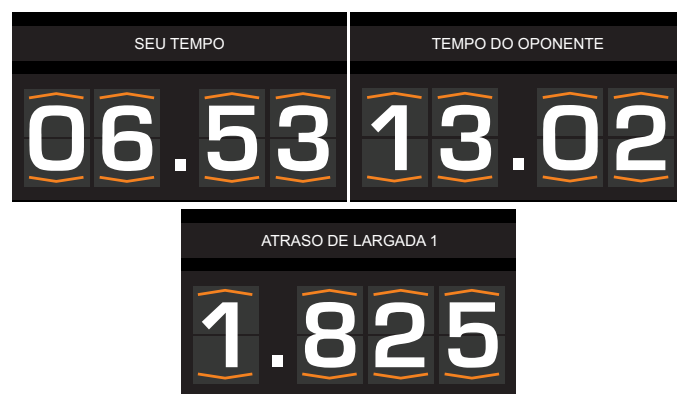 SEU TEMPO
06.53
TEMPO DO OPONENTE
13.02
ATRASO DE LARGADA 1
1.825